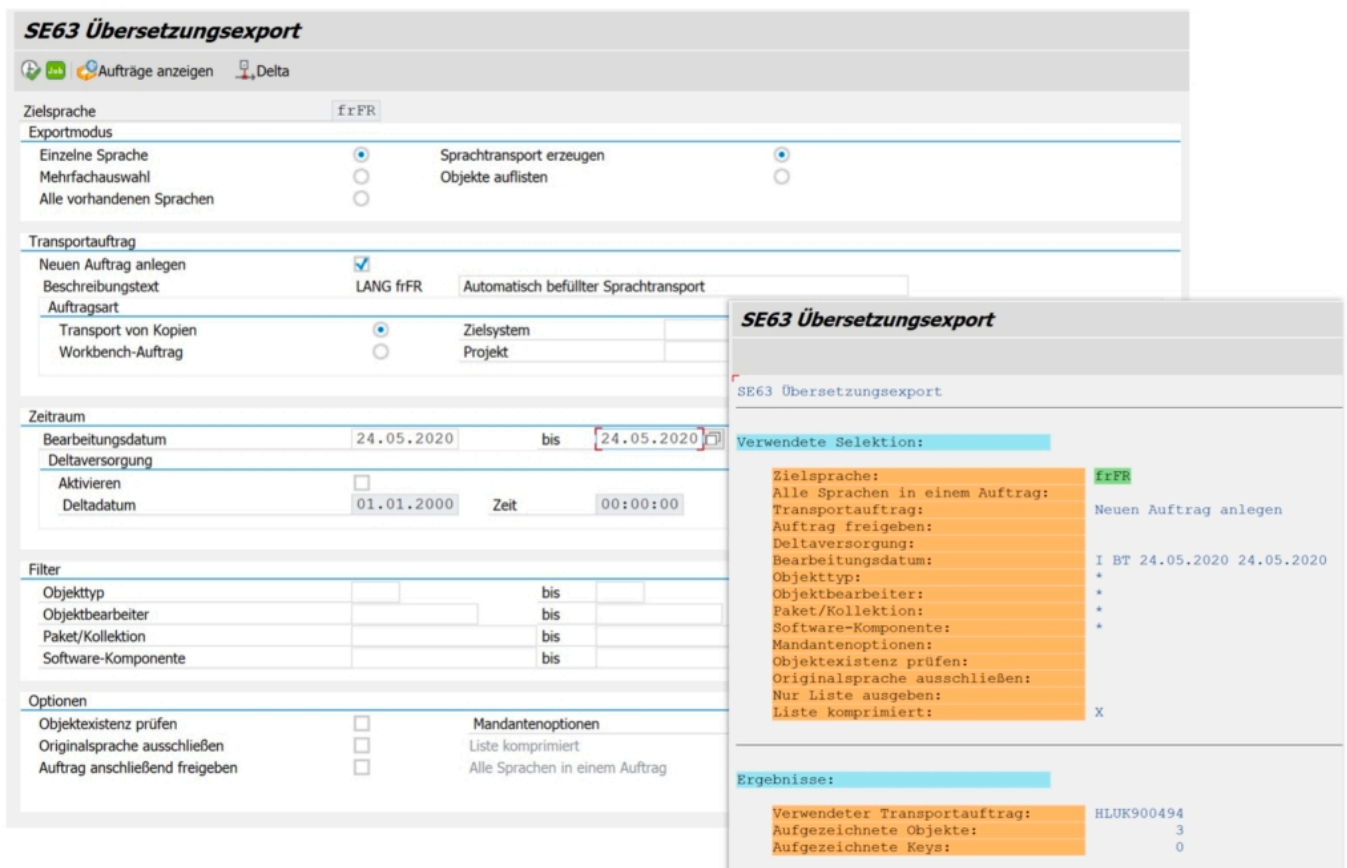 SE63 Übersetzungsexport
Job Aufträge anzeigen Delta
Zielsprache frFR
Exportmodus
Einzelne Sprache Sprachtransport erzeugen
Mehrfachauswahl Objekte auflisten
Alle vorhandenen Sprachen
Transportauftrag
Neuen Auftrag anlegen
Beschreibungstext LANG frFR Automatisch befüllter Sprachtransport
Auftragsart
Transport von Kopien Zielsystem
Workbench-Auftrag Projekt
Zeitraum
Bearbeitungsdatum 24.05.2020 bis 24.05.2020
Deltaversorgung
Aktivieren
Deltadatum 01.01.2000 Zeit 00:00:00
Filter
Objekttyp bis
Objektbearbeiter bis
Paket/Kollektion bis
Software-Komponente bis
Optionen
Objektexistenz prüfen Mandantenoptionen
Originalsprache ausschließen Liste komprimiert
Auftrag anschließend freigeben Alle Sprachen in einem Auftrag
SE63 Übersetzungsexport
SE63 Übersetzungsexport
Verwendete Selektion:
Zielsprache: frFR
Alle Sprachen in einem Auftrag:
Transportauftrag: Neuen Auftrag anlegen
Auftrag freigeben:
Deltaversorgung:
Bearbeitungsdatum: I BT 24.05.2020 24.05.2020
Objekttyp: *
Objektbearbeiter: *
Paket/Kollektion: *
Software-Komponente: *
Mandantenoptionen:
Objektexistenz prüfen:
Originalsprache ausschließen:
Nur Liste ausgeben:
Liste komprimiert: X
Ergebnisse:
Verwendeter Transportauftrag: HLUK900494
Aufgezeichnete Objekte: 3
Aufgezeichnete Keys: 0